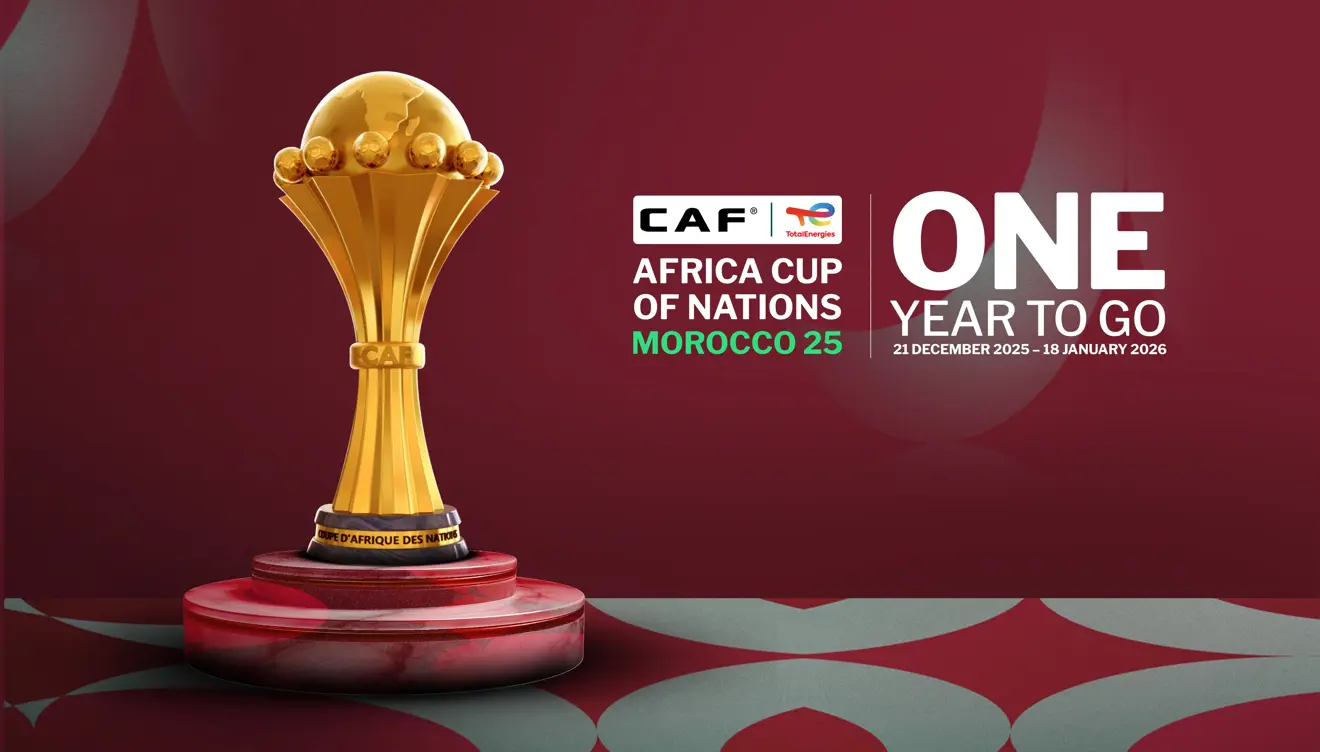 CAF
COUPE D'AFRIQUE DES NATIONS
CAF® | TotalEnergies
AFRICA CUP
OF NATIONS
MOROCCO 25
ONE
YEAR TO GO
21 DECEMBER 2025 – 18 JANUARY 2026